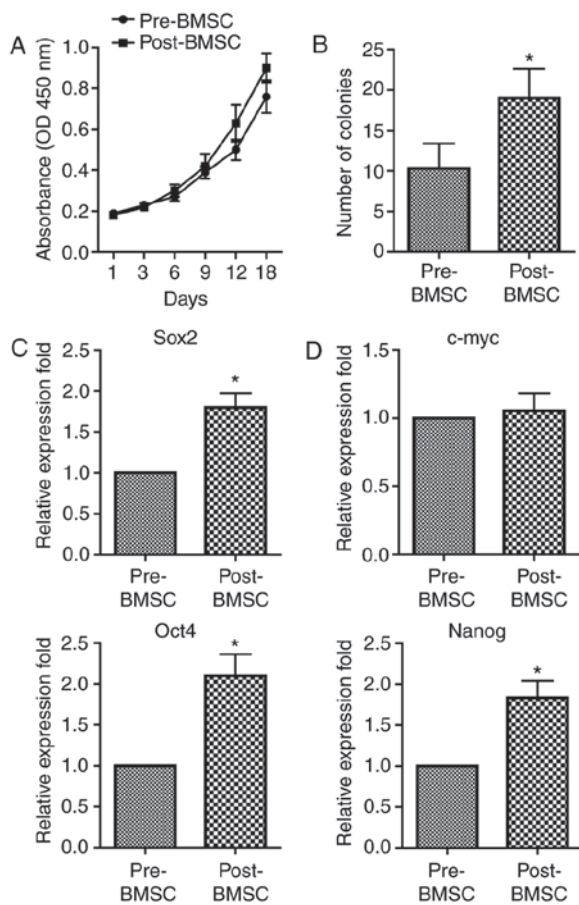 A
Pre-BMSC
Post-BMSC
Absorbance (OD 450 nm)
1.0
0.8
0.6
0.4
0.2
0.0
1 3 6 9 12 18
Days
B
Number of colonies
25
20
15
10
5
0
*
Pre-
BMSC
Post-
BMSC
C
Sox2
Relative expression fold
2.5
2.0
1.5
1.0
0.5
0.0
*
Pre-
BMSC
Post-
BMSC
D
c-myc
Relative expression fold
1.5
1.0
0.5
0.0
Pre-
BMSC
Post-
BMSC
Oct4
Relative expression fold
2.5
2.0
1.5
1.0
0.5
0.0
*
Pre-
BMSC
Post-
BMSC
Nanog
Relative expression fold
2.5
2.0
1.5
1.0
0.5
0.0
*
Pre-
BMSC
Post-
BMSC